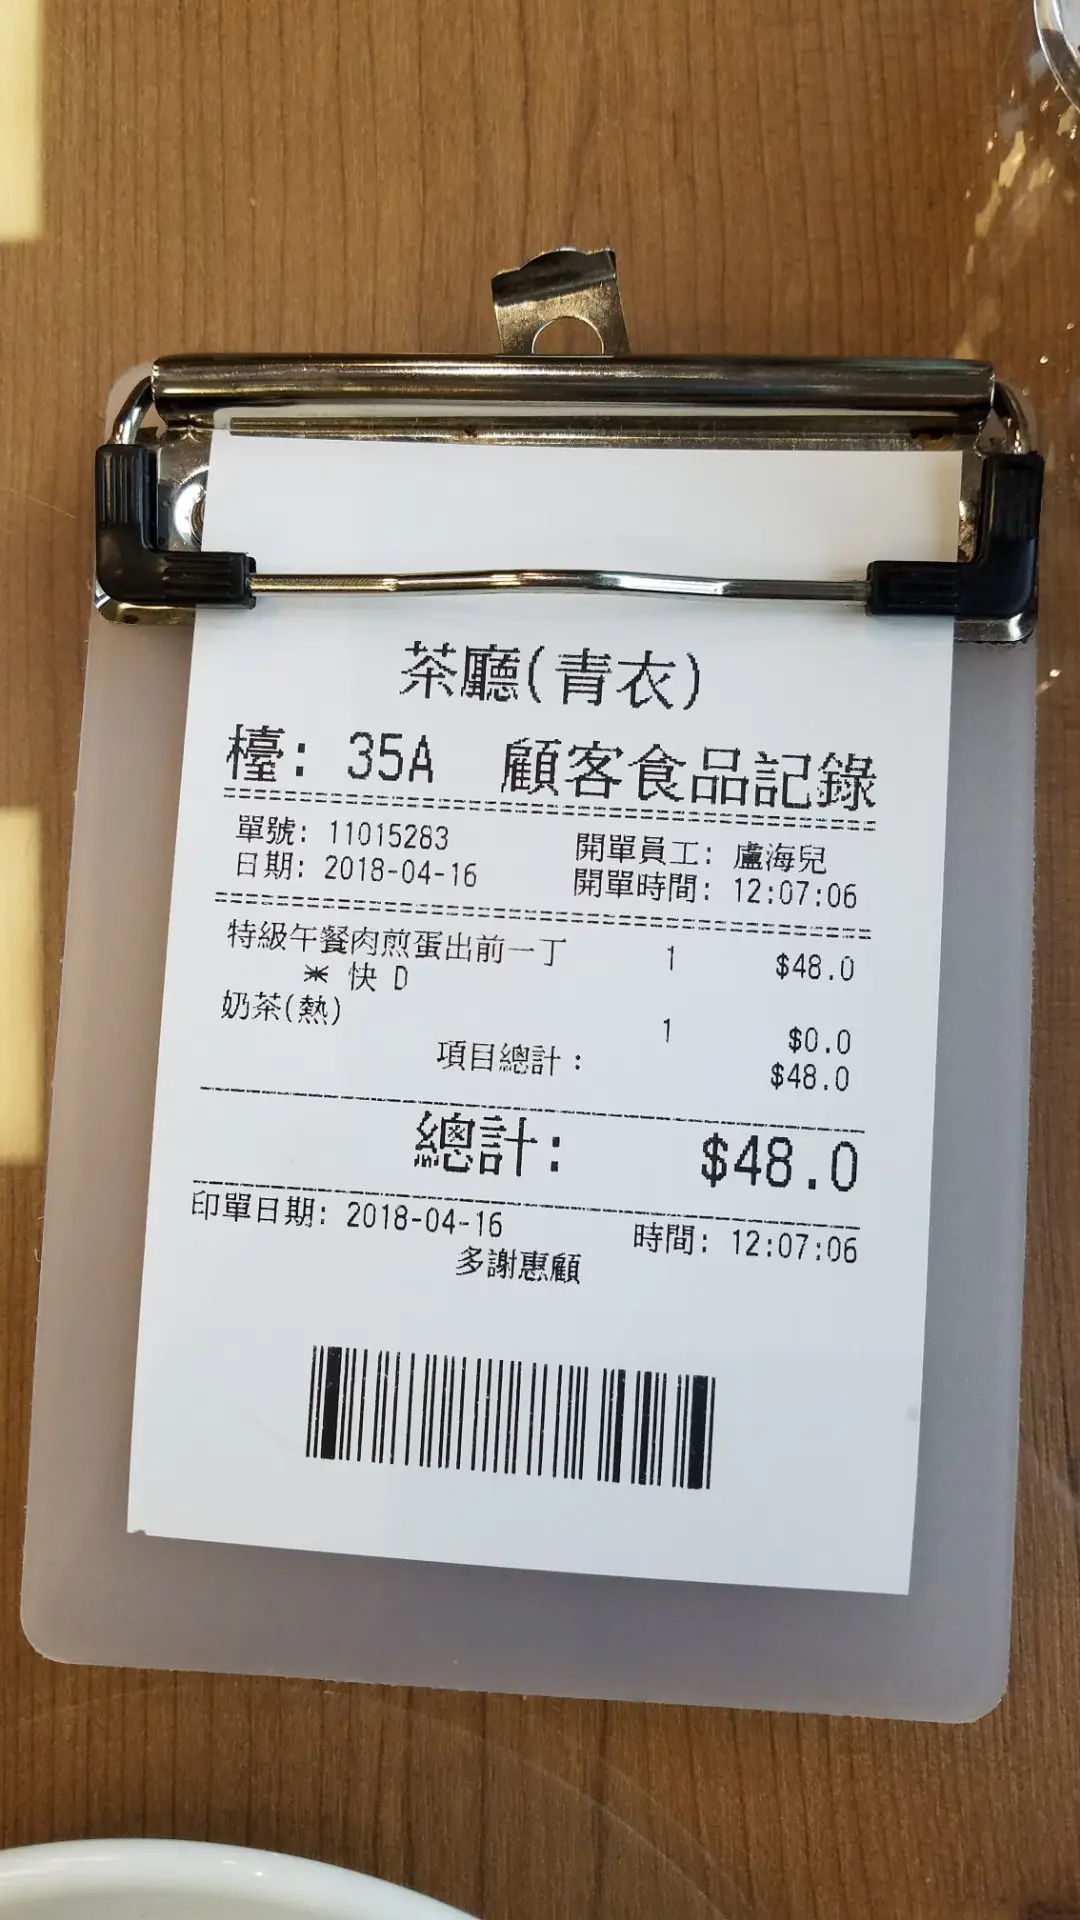 茶廳(青衣)
檯: 35A 顧客食品記錄
單號: 11015283 開單員工: 盧海兒
日期: 2018-04-16 開單時間: 12:07:06
特級午餐肉煎蛋出前一丁 1 $48.0
* 快 D
奶茶(熱) 1 $0.0
項目總計: $48.0
總計: $48.0
印單日期: 2018-04-16 時間: 12:07:06
多謝惠顧